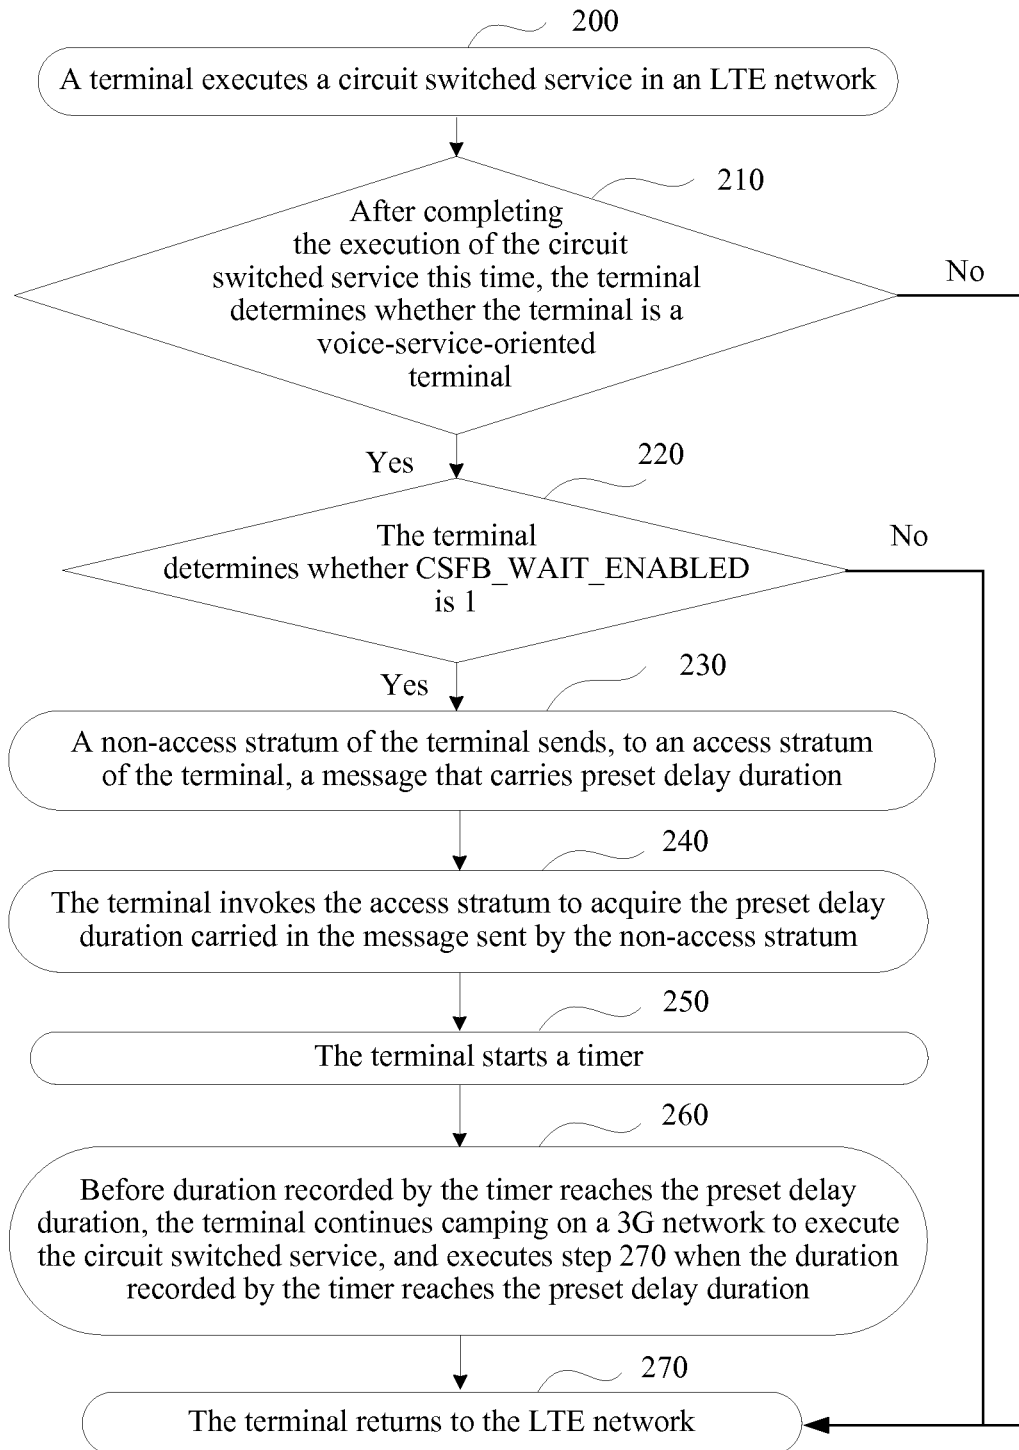 200
A terminal executes a circuit switched service in an LTE network
210
After completing
the execution of the circuit
switched service this time, the terminal
determines whether the terminal is a
voice-service-oriented
terminal
No
Yes
220
The terminal
determines whether CSFB_WAIT_ENABLED
is 1
No
Yes
230
A non-access stratum of the terminal sends, to an access stratum
of the terminal, a message that carries preset delay duration
240
The terminal invokes the access stratum to acquire the preset delay
duration carried in the message sent by the non-access stratum
250
The terminal starts a timer
260
Before duration recorded by the timer reaches the preset delay
duration, the terminal continues camping on a 3G network to execute
the circuit switched service, and executes step 270 when the duration
recorded by the timer reaches the preset delay duration
270
The terminal returns to the LTE network